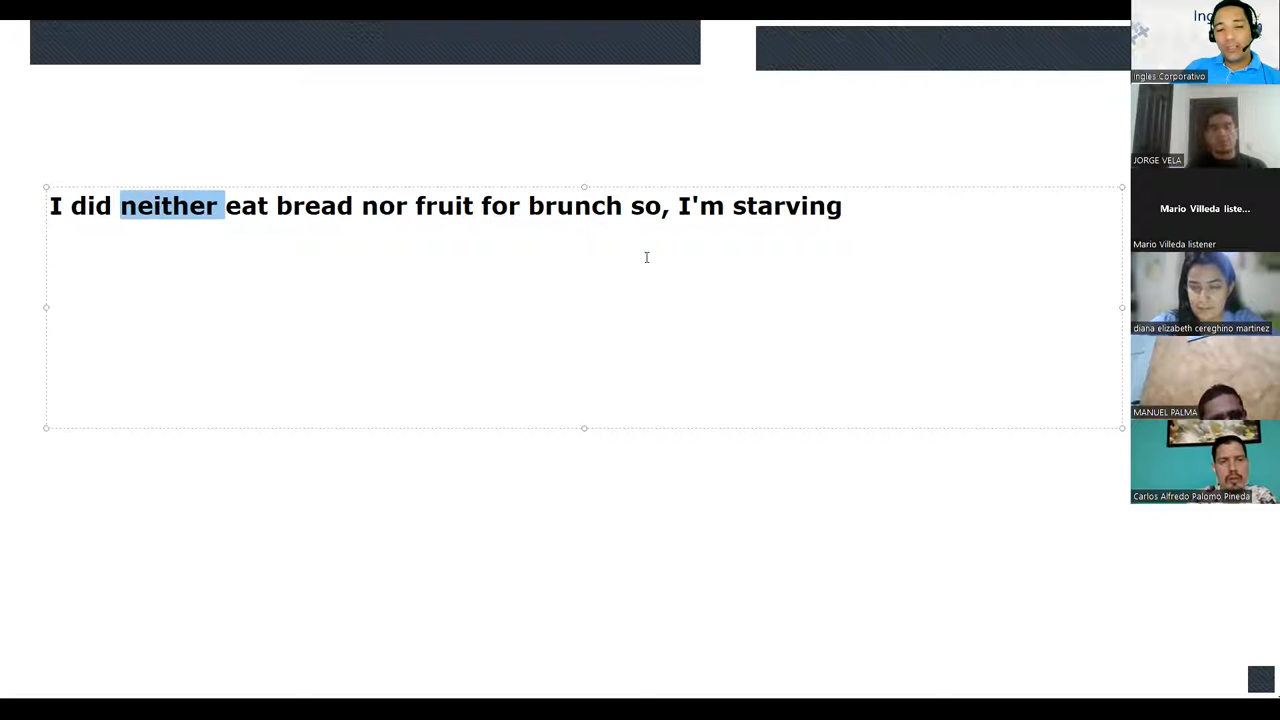 Ing
Ingles Corporativo
JORGE VELA
I did neither eat bread nor fruit for brunch so, I'm starving
Mario Villeda liste...
Mario Villeda listener
diana elizabeth cereghino martinez
MANUEL PALMA
Carlos Alfredo Palomo Pineda